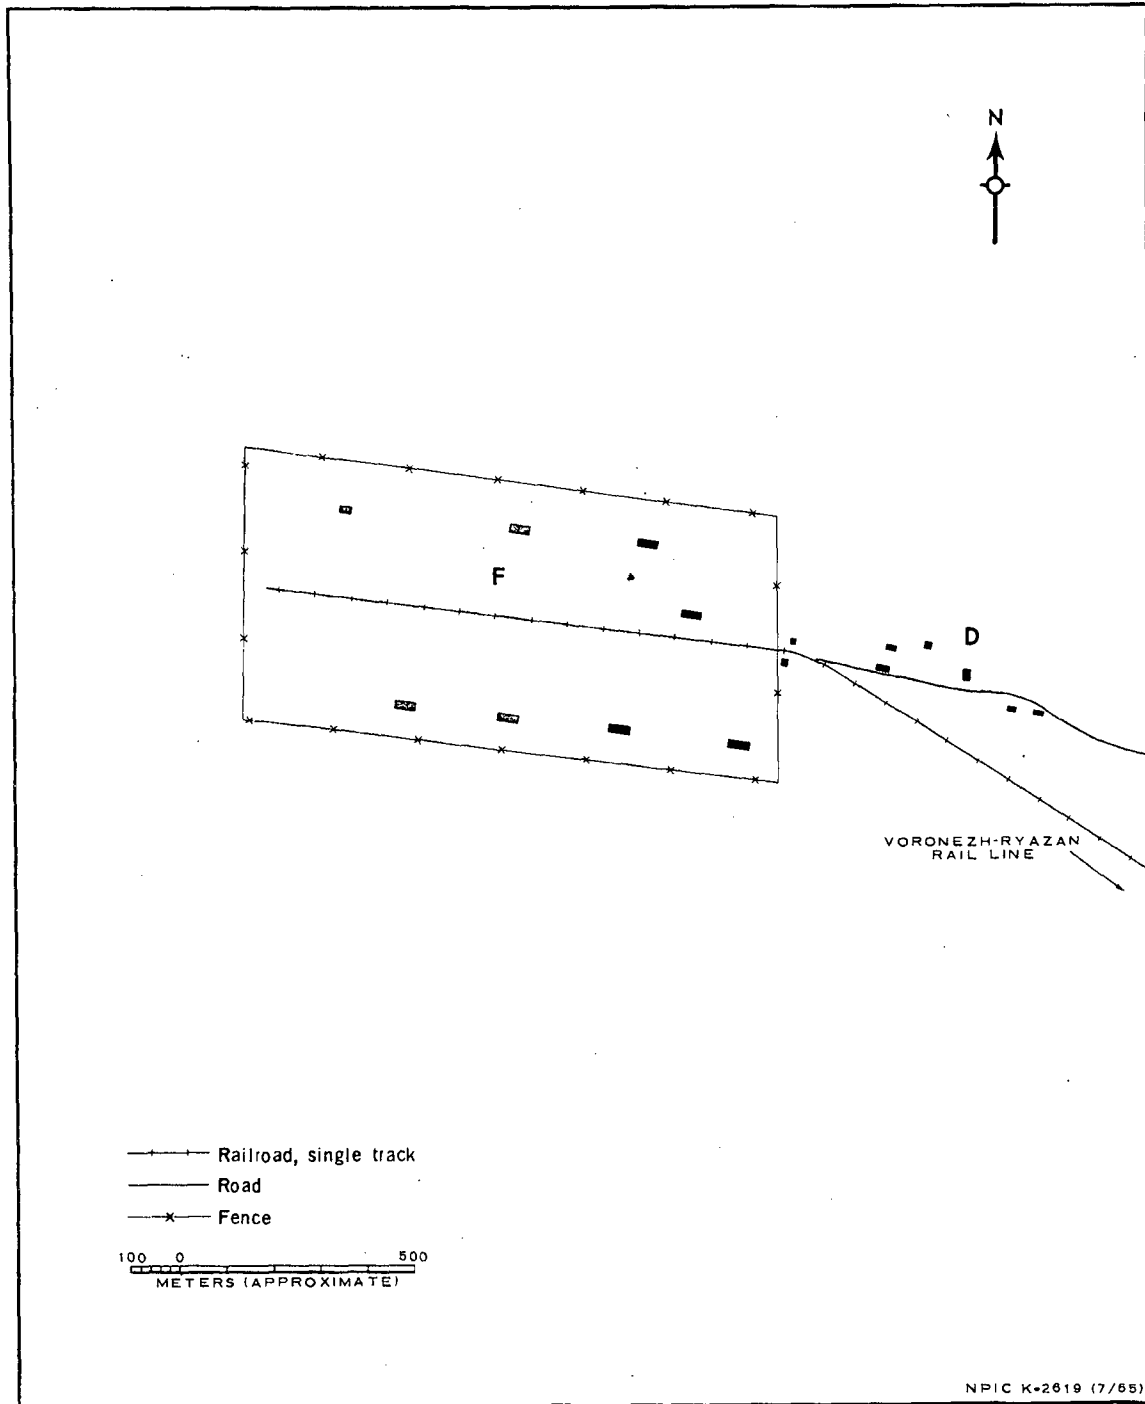 N
F
D
VORONEZH-RYAZAN
RAIL LINE
Railroad, single track
Road
Fence
100 0 500
METERS (APPROXIMATE)
NPIC K-2619 (7/65)